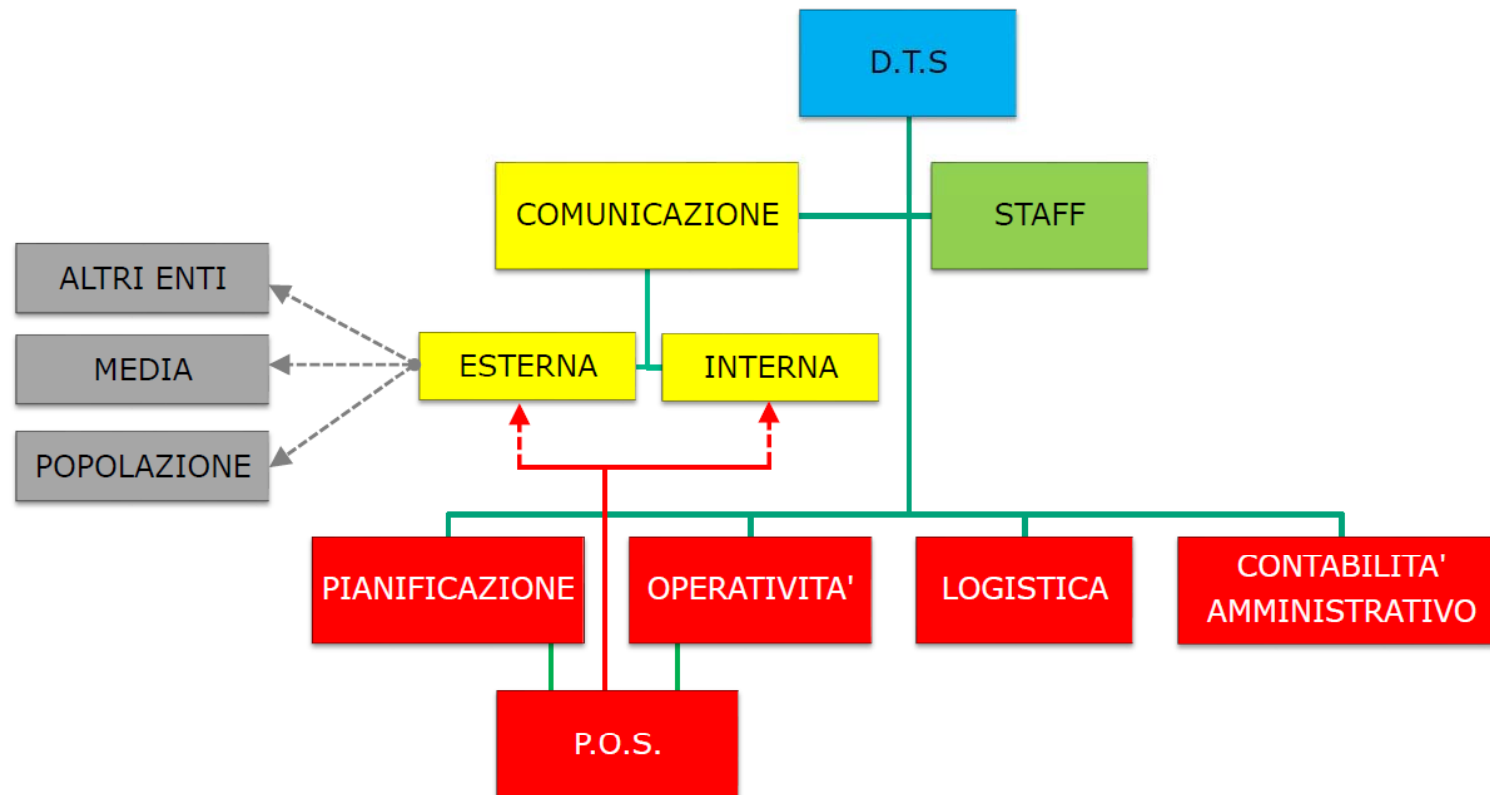 D.T.S
COMUNICAZIONE
STAFF
ALTRI ENTI
MEDIA
POPOLAZIONE
ESTERNA
INTERNA
PIANIFICAZIONE
OPERATIVITA'
LOGISTICA
CONTABILITA'
AMMINISTRATIVO
P.O.S.